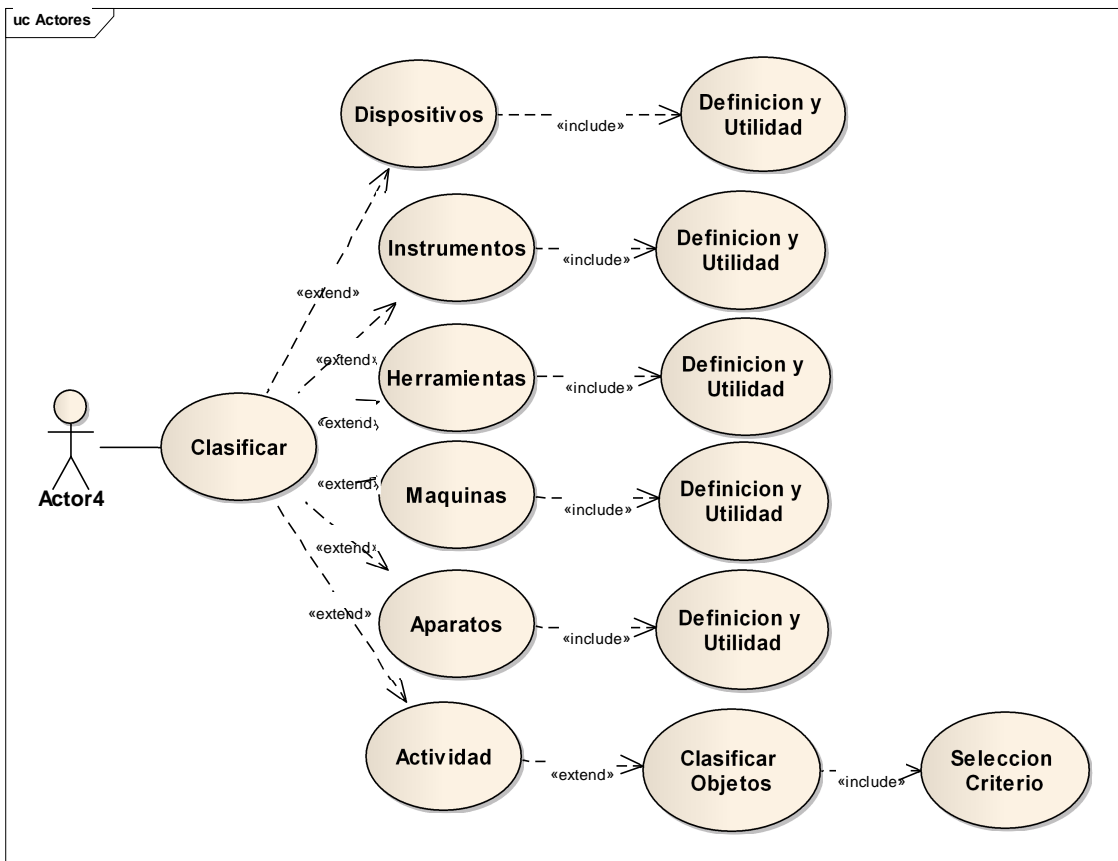 uc Actores
Dispositivos
«include»
Definicion y
Utilidad
«extend»
Instrumentos
«include»
Definicion y
Utilidad
«extend»
Herramientas
«include»
Definicion y
Utilidad
«extend»
Actor4
Clasificar
«extend»
Maquinas
«include»
Definicion y
Utilidad
«extend»
Aparatos
«include»
Definicion y
Utilidad
«extend»
Actividad
«extend»
Clasificar
Objetos
«include»
Seleccion
Criterio